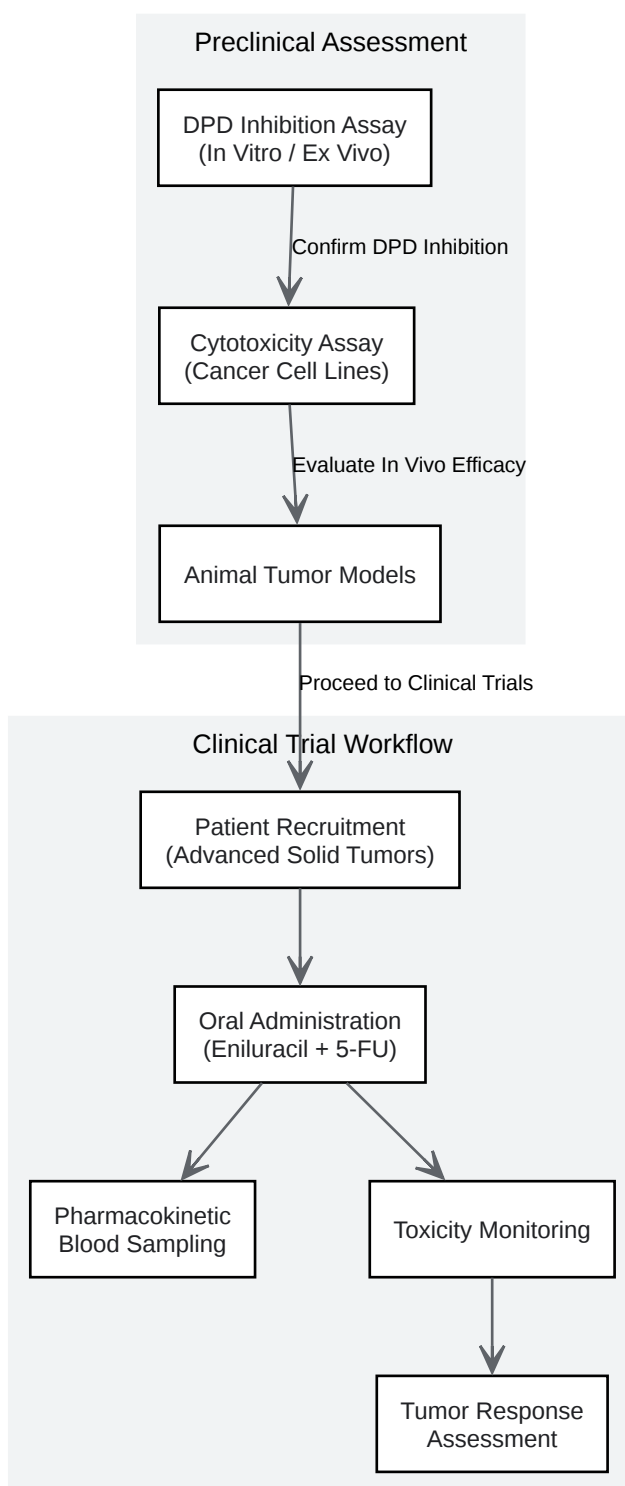 Preclinical Assessment
DPD Inhibition Assay
(In Vitro / Ex Vivo)
Confirm DPD Inhibition
Cytotoxicity Assay
(Cancer Cell Lines)
Evaluate In Vivo Efficacy
Animal Tumor Models
Proceed to Clinical Trials
Clinical Trial Workflow
Patient Recruitment
(Advanced Solid Tumors)
Oral Administration
(Eniluracil + 5-FU)
Pharmacokinetic
Blood Sampling
Toxicity Monitoring
Tumor Response
Assessment